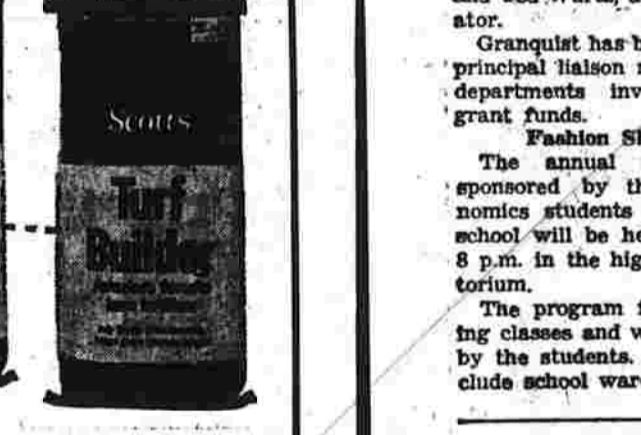 Scotts
Turf
Builder
ator.
Granquist has b
principal liaison
departments inv
grant funds.
Fashion S
The annual
sponsored by th
nomics students
school will be he
8 p.m. in the hig
torium.
The program
ing classes and w
by the students.
clude school war